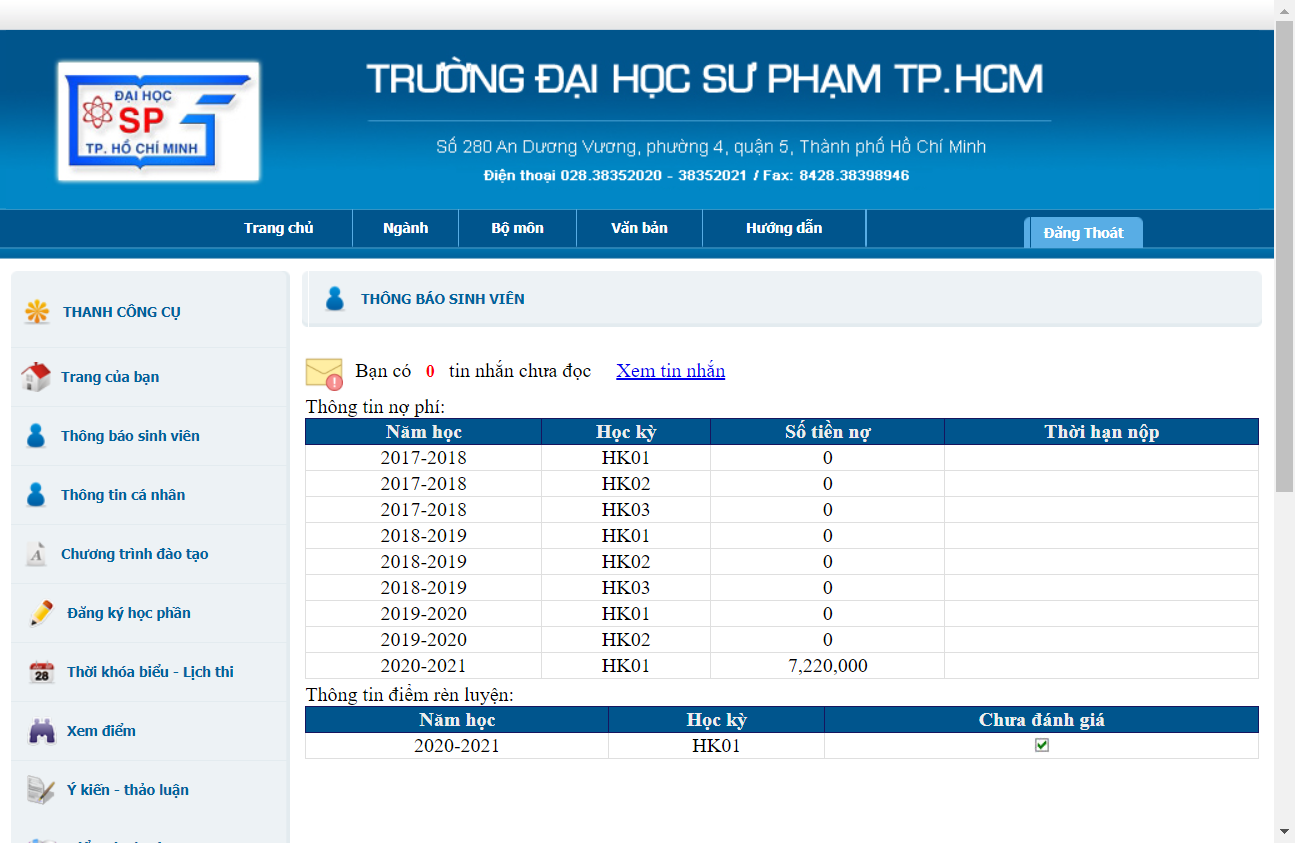 ĐẠI HỌC
SP
TP. HỒ CHÍ MINH
TRƯỜNG ĐẠI HỌC SƯ PHẠM TP.HCM
Số 280 An Dương Vương, phường 4, quận 5, Thành phố Hồ Chí Minh
Điện thoại 028.38352020 - 38352021 / Fax: 8428.38398946
Trang chủ Ngành Bộ môn Văn bản Hướng dẫn Đăng Thoát
THANH CÔNG CỤ
Trang của bạn
Thông báo sinh viên
Thông tin cá nhân
Chương trình đào tạo
Đăng ký học phần
28
Thời khóa biểu - Lịch thi
Xem điểm
Ý kiến - thảo luận
THÔNG BÁO SINH VIÊN
Bạn có 0 tin nhắn chưa đọc Xem tin nhắn
Thông tin nợ phí:
Năm học Học kỳ Số tiền nợ Thời hạn nộp
2017-2018 HK01 0
2017-2018 HK02 0
2017-2018 HK03 0
2018-2019 HK01 0
2018-2019 HK02 0
2018-2019 HK03 0
2019-2020 HK01 0
2019-2020 HK02 0
2020-2021 HK01 7,220,000
Thông tin điểm rèn luyện:
Năm học Học kỳ Chưa đánh giá
2020-2021 HK01